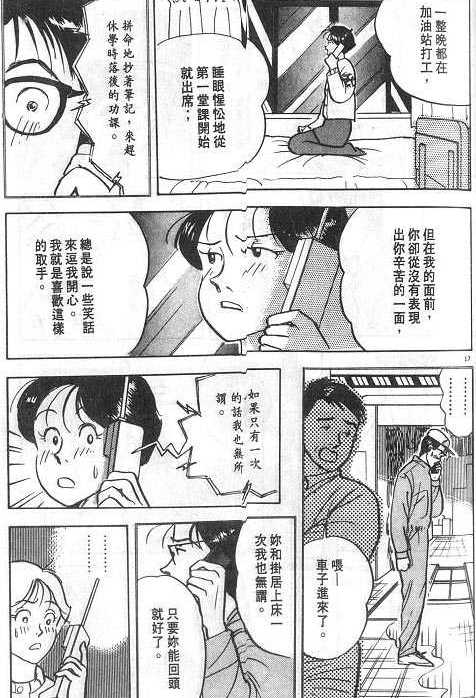 一整晚都在
加油站打工，
睡眼惺忪地從
第一堂課開始
就出席；
拼命地抄著筆記，來趕
休學時落後的功課。
但在我的面前，
你卻從沒有表現
出你辛苦的一面，
總是說一些笑話
來逗我開心。
我就是喜歡這樣
的取手。
17
………
喂—
車子進來了。
如果只有一次
的話我也無所
謂。
妳和掛居上床一
次我也無謂。
只要妳能回頭
就好了。
………
………